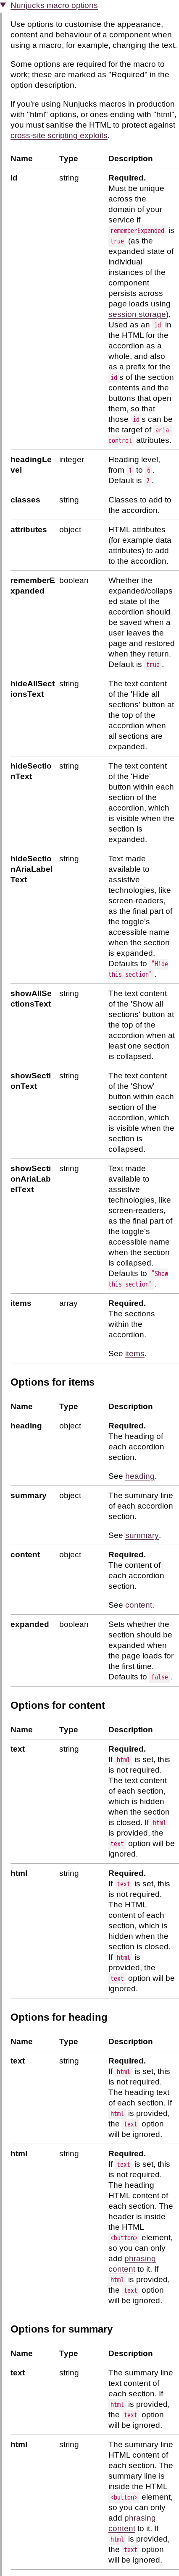 Nunjucks macro options
Use options to customise the appearance,
content and behaviour of a component when
using a macro, for example, changing the text.
Some options are required for the macro to
work; these are marked as "Required" in the
option description.
If you're using Nunjucks macros in production
with "html" options, or ones ending with "html",
you must sanitise the HTML to protect against
cross-site scripting exploits.
Name Type Description
id string Required.
Must be unique
across the
domain of your
service if
rememberExpanded is
true (as the
expanded state of
individual
instances of the
component
persists across
page loads using
session storage).
Used as an id in
the HTML for the
accordion as a
whole, and also
as a prefix for the
id s of the section
contents and the
buttons that open
them, so that
those id s can be
the target of aria-
control attributes.
headingLe integer Heading level,
vel from 1 to 6 .
Default is 2 .
classes string Classes to add to
the accordion.
attributes object HTML attributes
(for example data
attributes) to add
to the accordion.
rememberE boolean Whether the
xpanded expanded/collaps
ed state of the
accordion should
be saved when a
user leaves the
page and restored
when they return.
Default is true .
hideAllSect string The text content
ionsText of the 'Hide all
sections' button at
the top of the
accordion when
all sections are
expanded.
hideSectio string The text content
nText of the 'Hide'
button within each
section of the
accordion, which
is visible when the
section is
expanded.
hideSectio string Text made
nAriaLabel available to
Text assistive
technologies, like
screen-readers,
as the final part of
the toggle's
accessible name
when the section
is expanded.
Defaults to "Hide
this section" .
showAllSe string The text content
ctionsText of the 'Show all
sections' button at
the top of the
accordion when at
least one section
is collapsed.
showSecti string The text content
onText of the 'Show'
button within each
section of the
accordion, which
is visible when the
section is
collapsed.
showSecti string Text made
onAriaLab available to
elText assistive
technologies, like
screen-readers,
as the final part of
the toggle's
accessible name
when the section
is collapsed.
Defaults to "Show
this section" .
items array Required.
The sections
within the
accordion.
See items.
Options for items
Name Type Description
heading object Required.
The heading of
each accordion
section.
See heading.
summary object The summary line
of each accordion
section.
See summary.
content object Required.
The content of
each accordion
section.
See content.
expanded boolean Sets whether the
section should be
expanded when
the page loads for
the first time.
Defaults to false .
Options for content
Name Type Description
text string Required.
If html is set, this
is not required.
The text content
of each section,
which is hidden
when the section
is closed. If html
is provided, the
text option will be
ignored.
html string Required.
If text is set, this
is not required.
The HTML
content of each
section, which is
hidden when the
section is closed.
If html is
provided, the
text option will be
ignored.
Options for heading
Name Type Description
text string Required.
If html is set, this
is not required.
The heading text
of each section. If
html is provided,
the text option
will be ignored.
html string Required.
If text is set, this
is not required.
The heading
HTML content of
each section. The
header is inside
the HTML
<button> element,
so you can only
add phrasing
content to it. If
html is provided,
the text option
will be ignored.
Options for summary
Name Type Description
text string The summary line
text content of
each section. If
html is provided,
the text option
will be ignored.
html string The summary line
HTML content of
each section. The
summary line is
inside the HTML
<button> element,
so you can only
add phrasing
content to it. If
html is provided,
the text option
will be ignored.